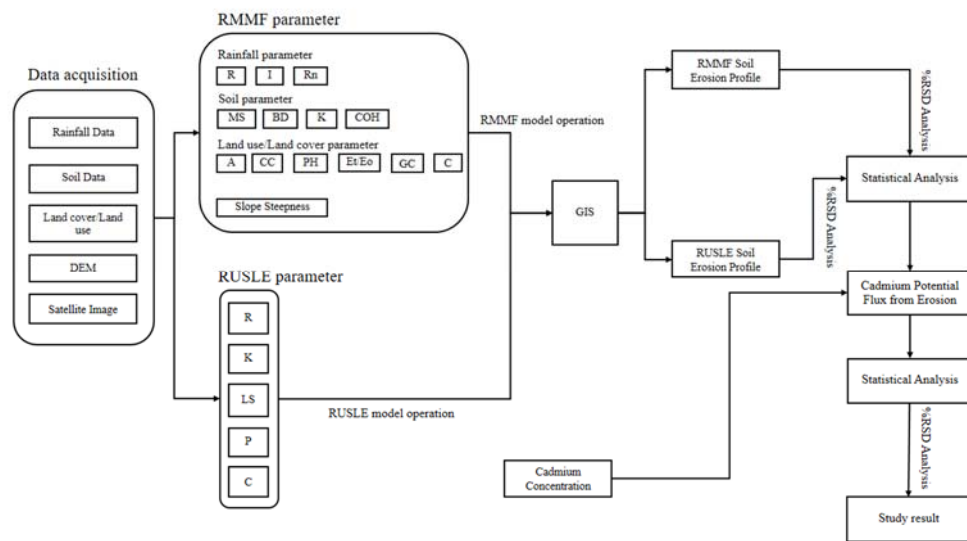 RMMF parameter
Rainfall parameter
R
I
Rn
Soil parameter
MS
BD
K
COH
Land use/Land cover parameter
A
CC
PH
Et/Eo
GC
C
Slope Steepness
Data acquisition
Rainfall Data
Soil Data
Land cover/Land
use
DEM
Satellite Image
RUSLE parameter
R
K
LS
P
C
RMMF model operation
RUSLE model operation
GIS
RMMF Soil
Erosion Profile
RUSLE Soil
Erosion Profile
%RSD Analysis
%RSD Analysis
Statistical Analysis
Cadmium Potential
Flux from Erosion
Statistical Analysis
%RSD Analysis
Cadmium
Concentration
Study result